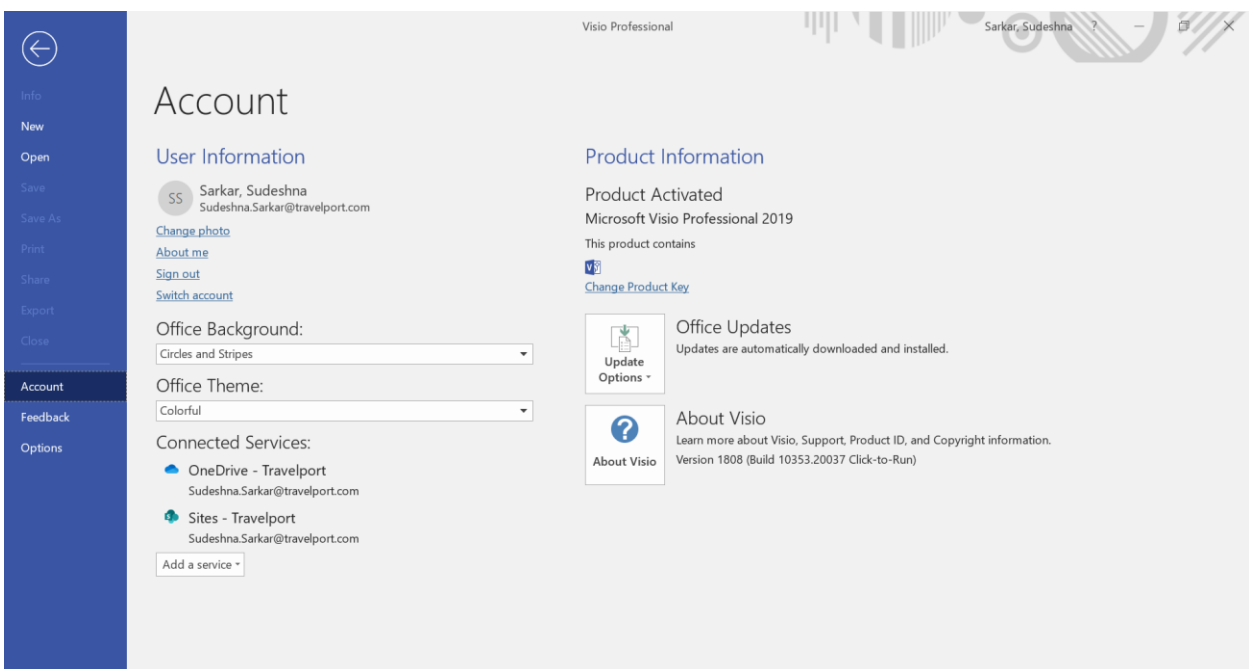 Visio Professional
Sarkar, Sudeshna
?
Info
New
Open
Save
Save As
Print
Share
Export
Close
Account
Feedback
Options
Account
User Information
SS
Sarkar, Sudeshna
Sudeshna.Sarkar@travelport.com
Change photo
About me
Sign out
Switch account
Office Background:
Circles and Stripes
Office Theme:
Colorful
Connected Services:
OneDrive - Travelport
Sudeshna.Sarkar@travelport.com
Sites - Travelport
Sudeshna.Sarkar@travelport.com
Add a service
Product Information
Product Activated
Microsoft Visio Professional 2019
This product contains
Change Product Key
Update
Options
Office Updates
Updates are automatically downloaded and installed.
?
About Visio
About Visio
Learn more about Visio, Support, Product ID, and Copyright information.
Version 1808 (Build 10353.20037 Click-to-Run)